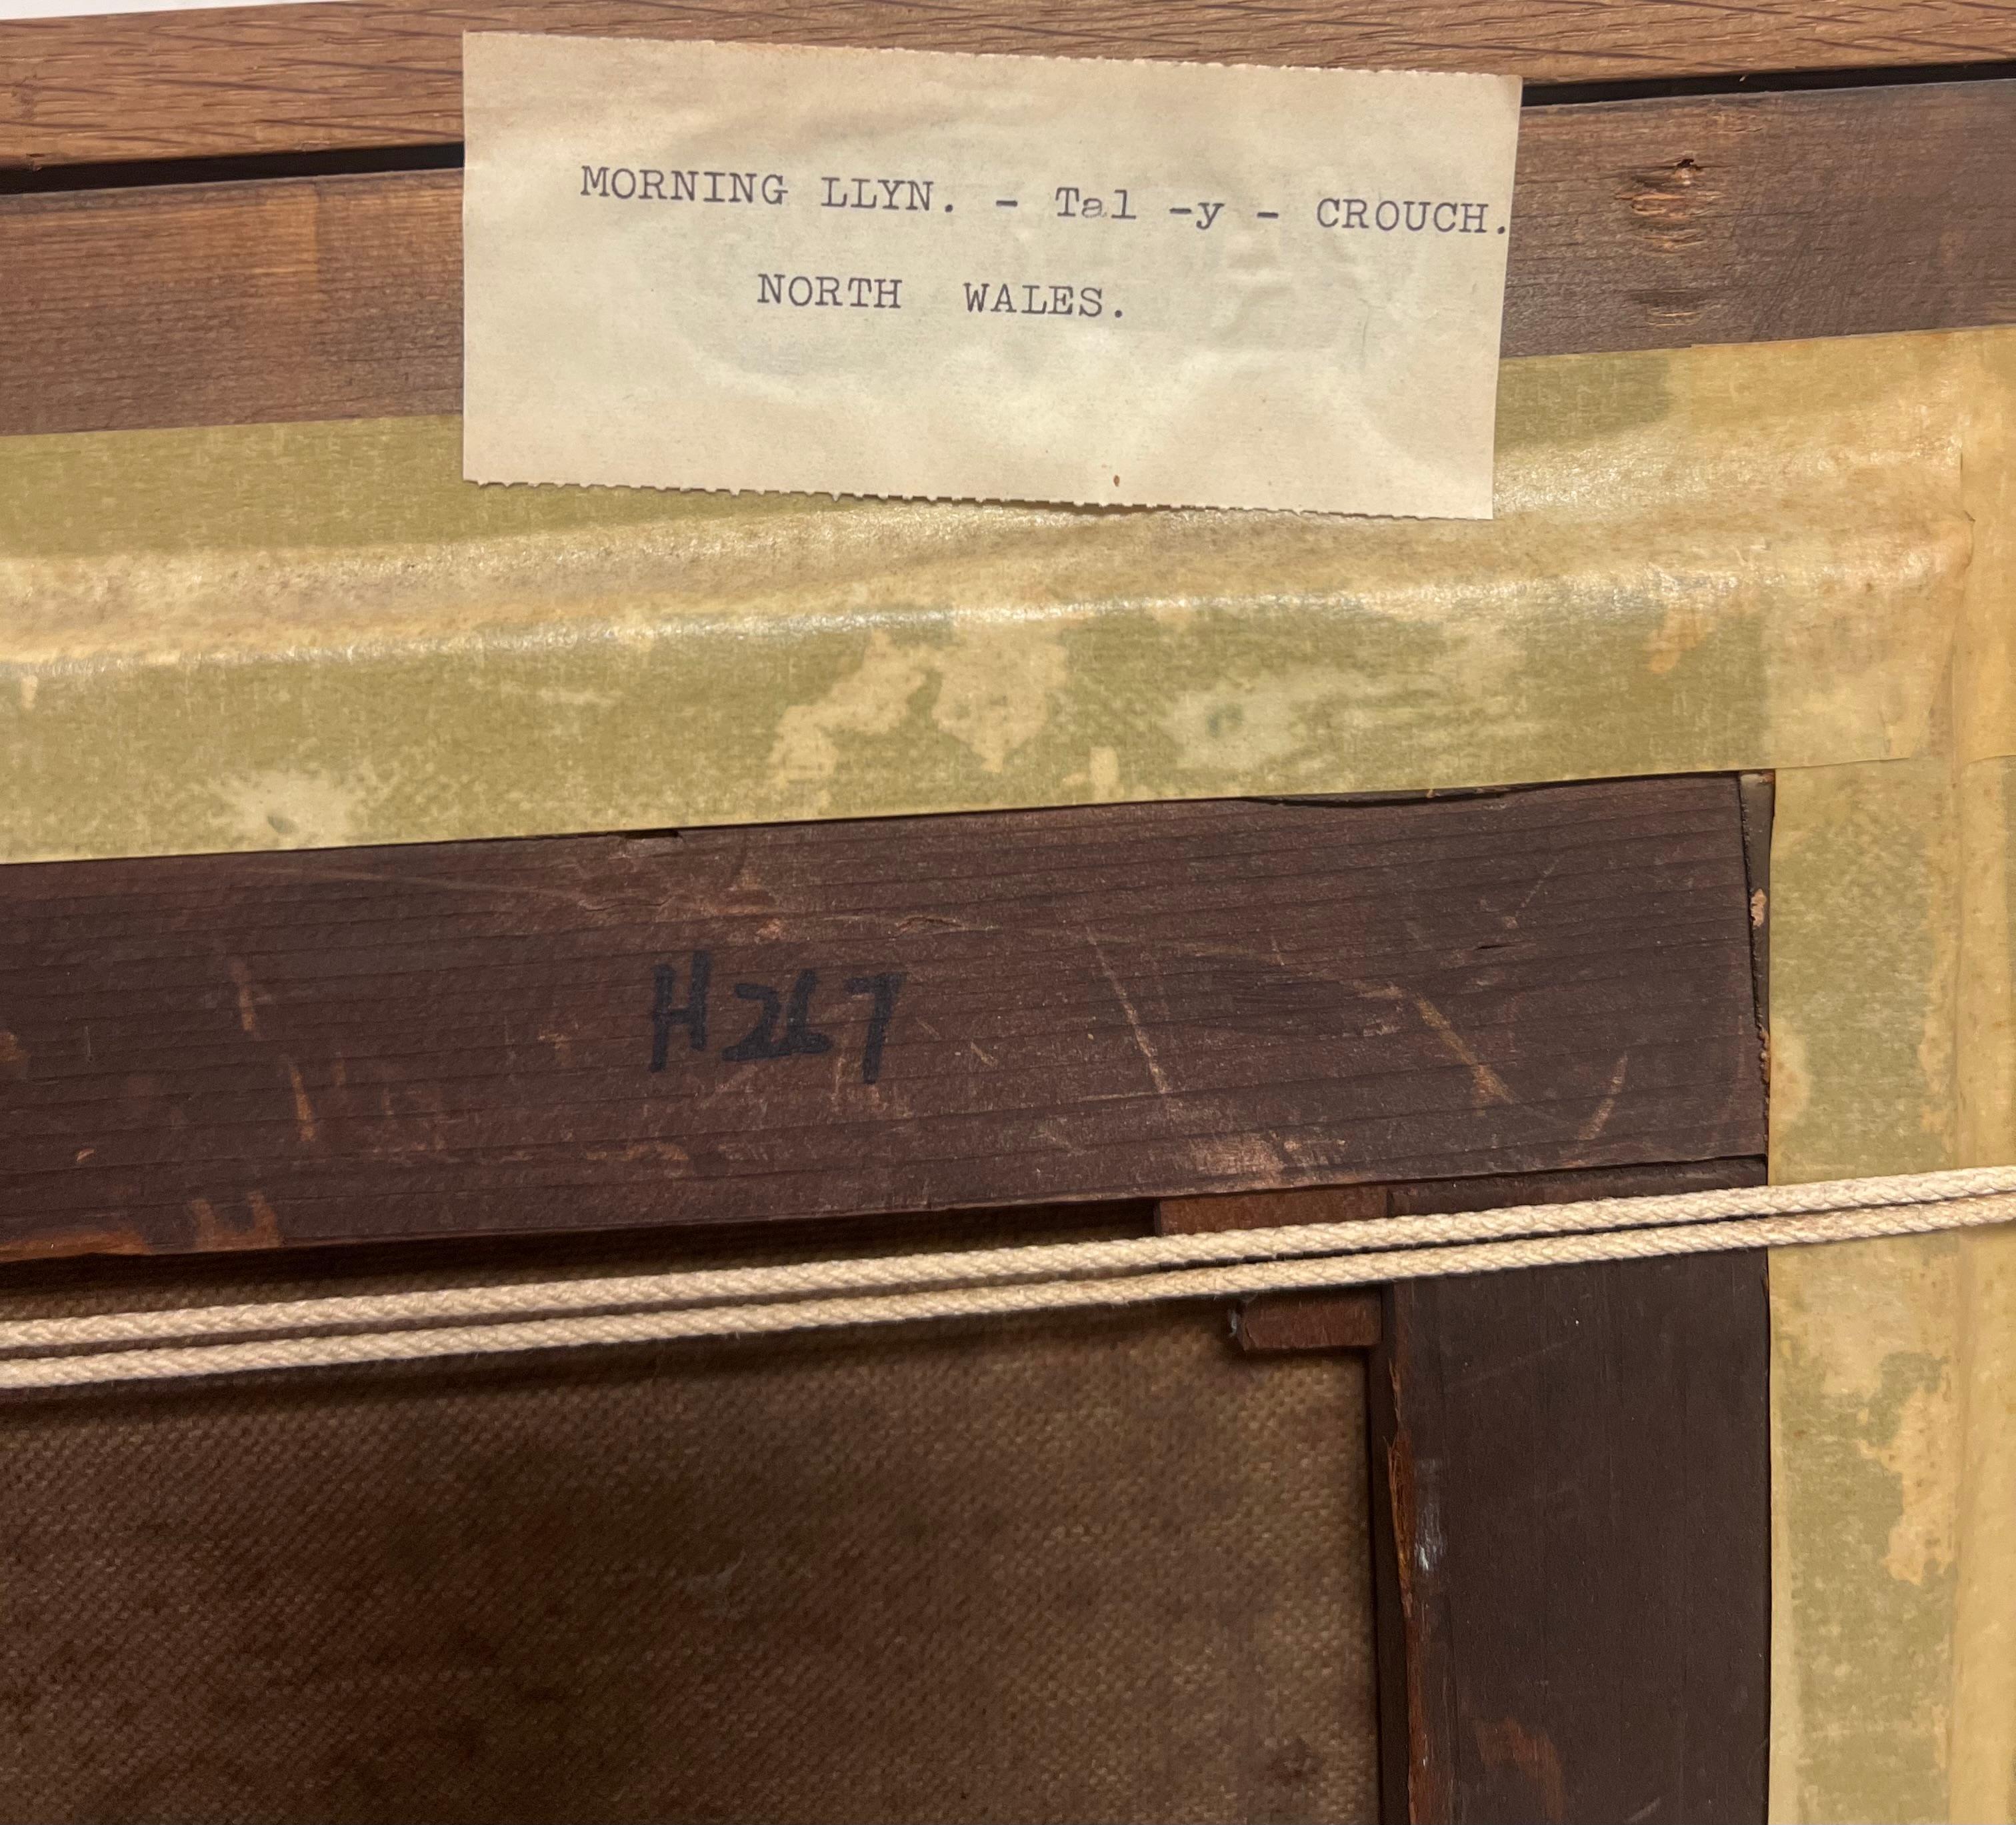 MORNING LLYN. - Tal -y - CROUCH.
NORTH WALES.
H267